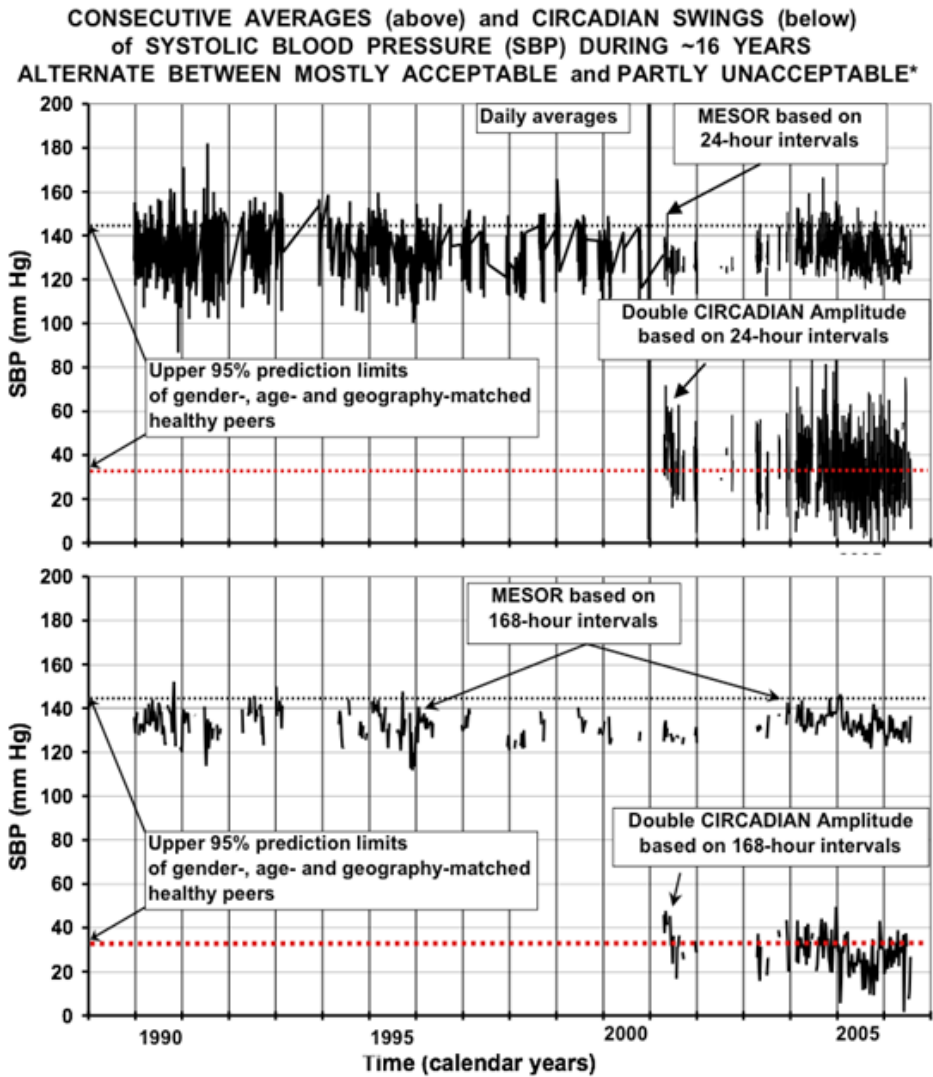 CONSECUTIVE AVERAGES (above) and CIRCADIAN SWINGS (below)
of SYSTOLIC BLOOD PRESSURE (SBP) DURING ~16 YEARS
ALTERNATE BETWEEN MOSTLY ACCEPTABLE and PARTLY UNACCEPTABLE*
200
180
160
140
120
100
80
60
40
20
0
SBP (mm Hg)
Daily averages
MESOR based on
24-hour intervals
Double CIRCADIAN Amplitude
based on 24-hour intervals
Upper 95% prediction limits
of gender-, age- and geography-matched
healthy peers
200
180
160
140
120
100
80
60
40
20
0
SBP (mm Hg)
MESOR based on
168-hour intervals
Double CIRCADIAN Amplitude
based on 168-hour intervals
Upper 95% prediction limits
of gender-, age- and geography-matched
healthy peers
1990
1995
2000
2005
Time (calendar years)